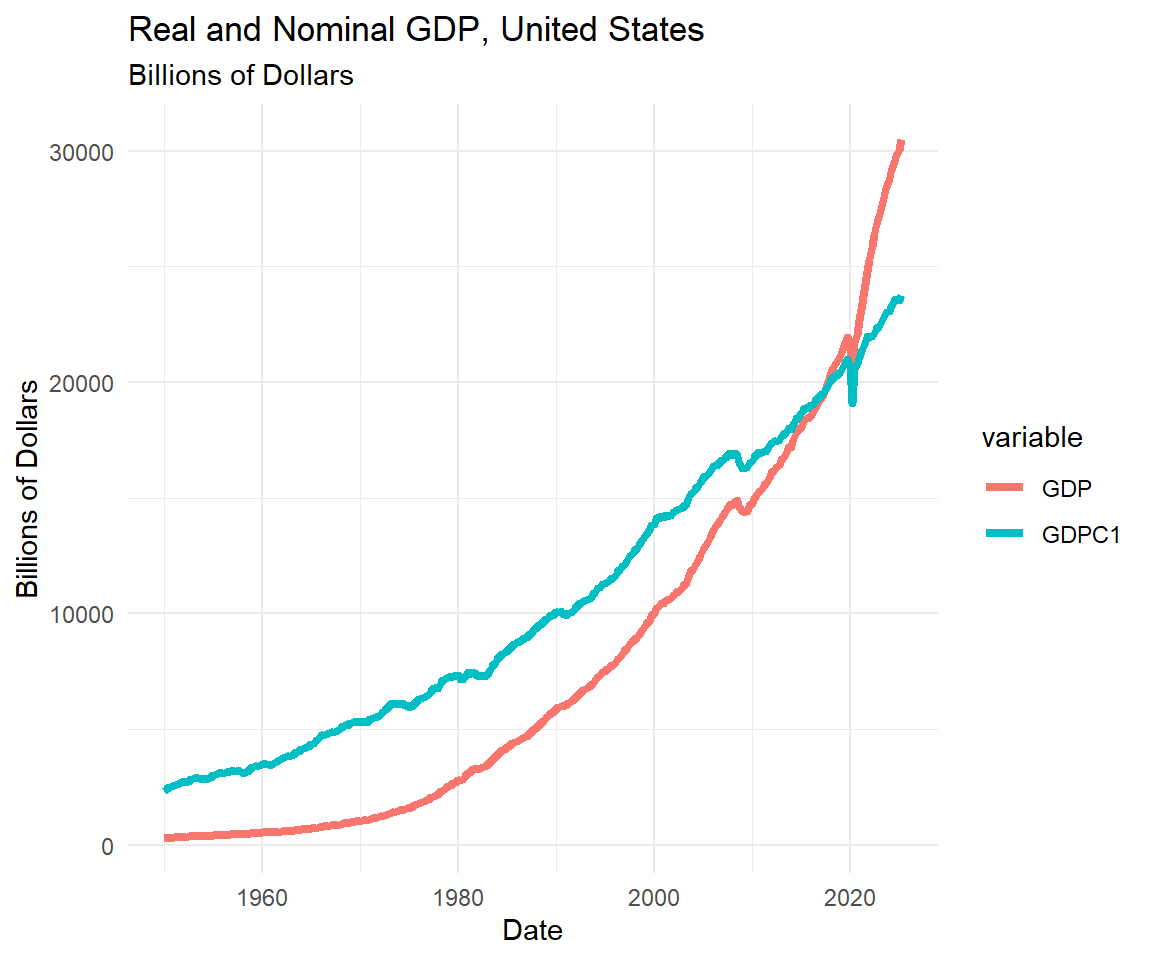 Real and Nominal GDP, United States
Billions of Dollars
30000
20000
10000
0
Billions of Dollars
1960
1980
2000
2020
Date
variable
GDP
GDPC1